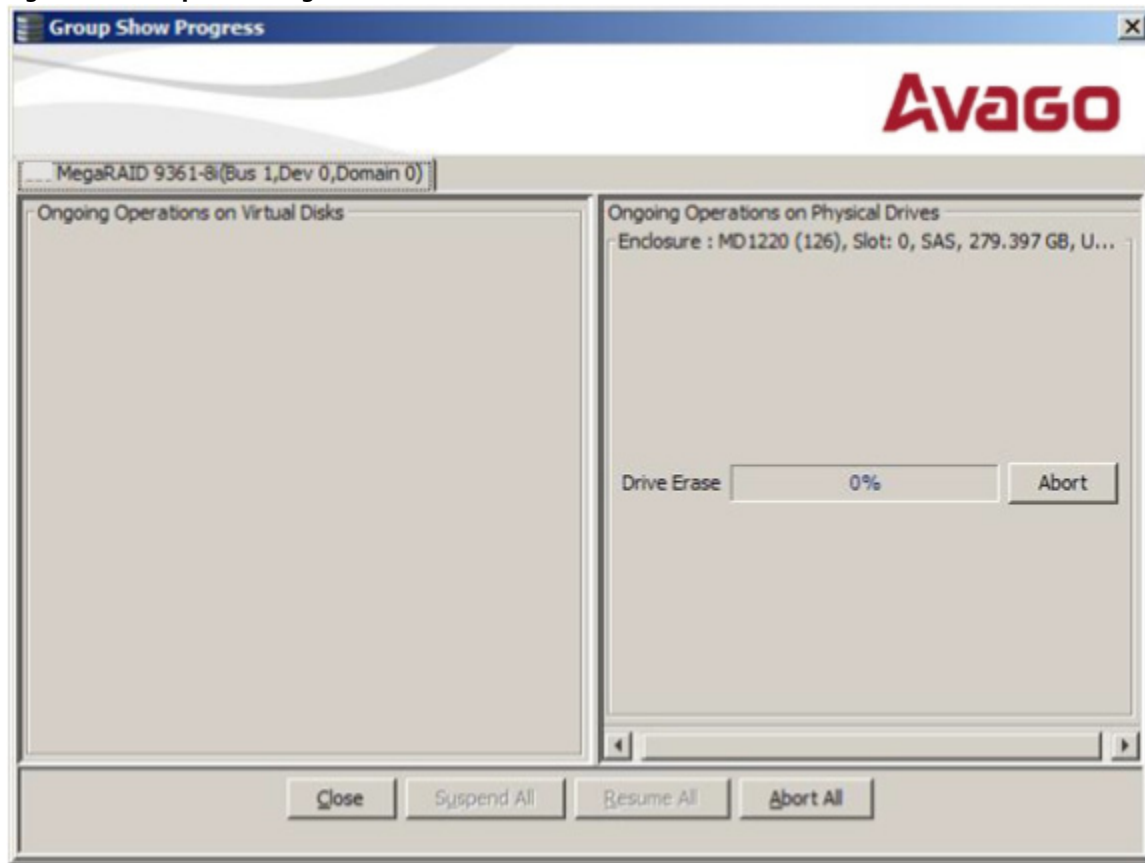 Group Show Progress
AVAGO
MegaRAID 9361-8i(Bus 1,Dev 0,Domain 0)
Ongoing Operations on Virtual Disks
Ongoing Operations on Physical Drives
Enclosure : MD1220 (126), Slot: 0, SAS, 279.397 GB, U...
Drive Erase 0% Abort
Close Suspend All Resume All Abort All